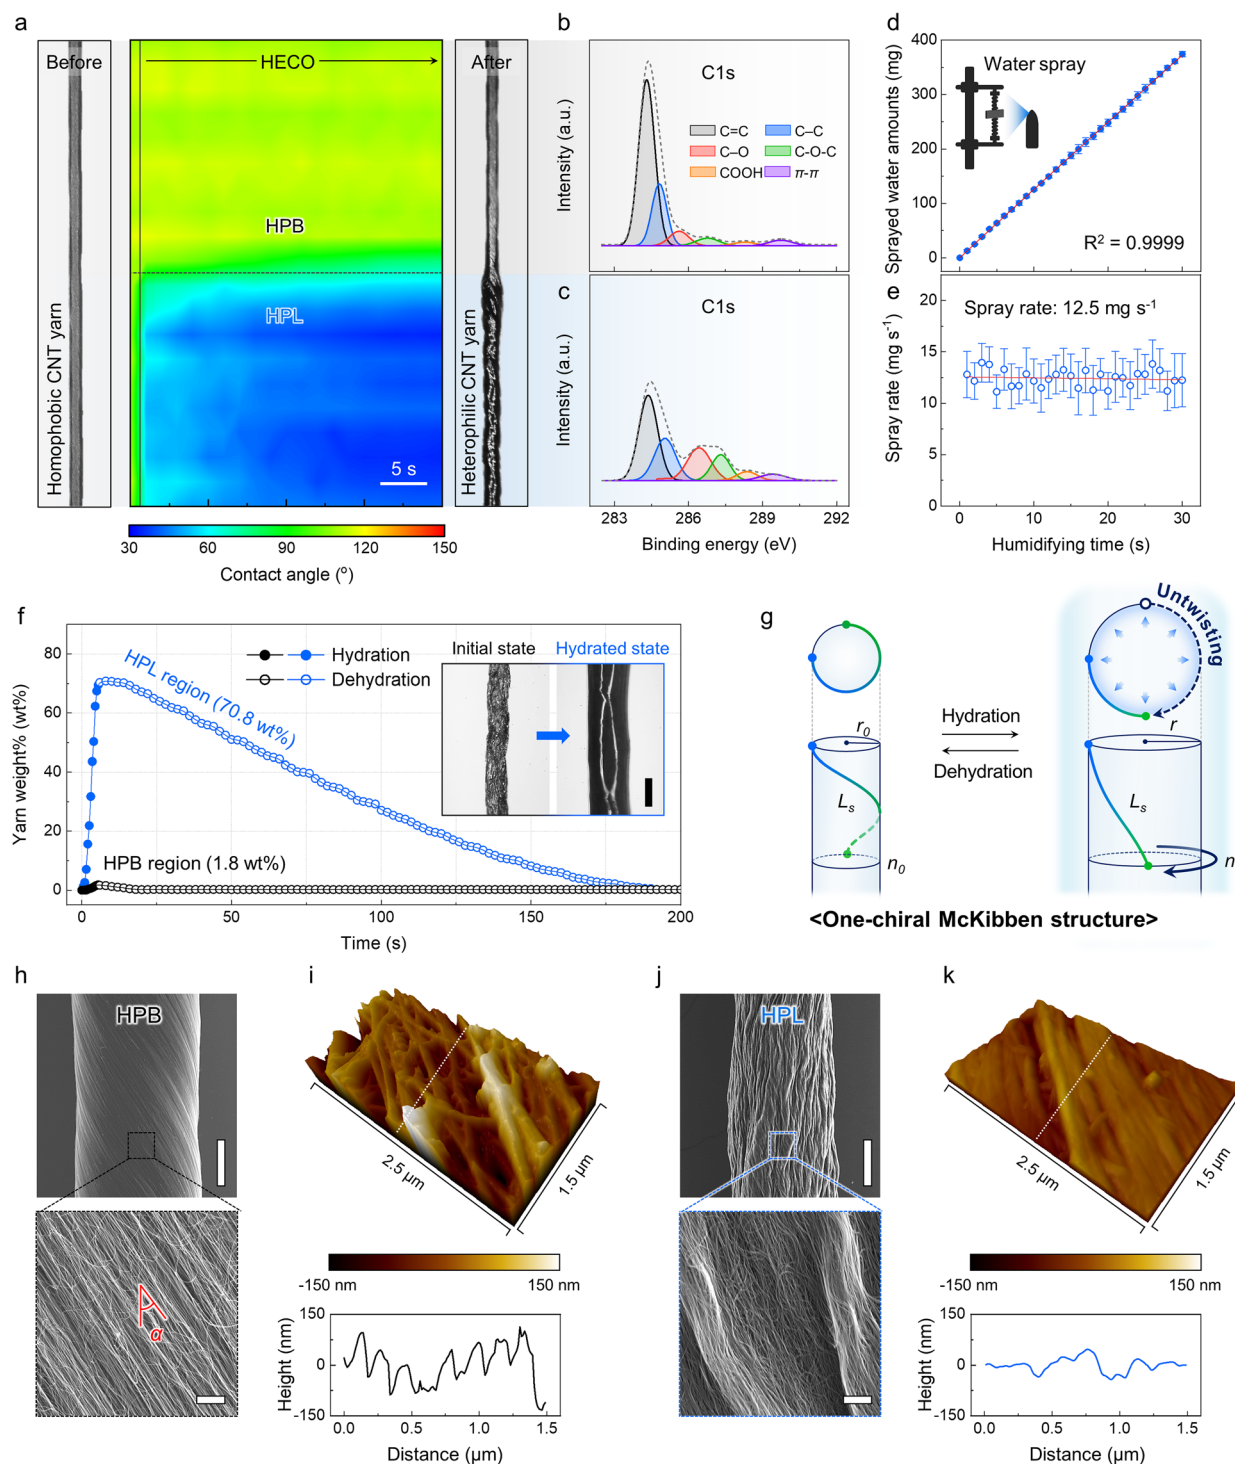 a
Before
HECO
After
HPB
HPL
Homophobic CNT yarn
Heterophilic CNT yarn
5 s
30 60 90 120 150
Contact angle (°)
b
C1s
Intensity (a.u.)
C=C
C–C
C–O
C-O-C
COOH
π-π
c
C1s
Intensity (a.u.)
283 286 289 292
Binding energy (eV)
d
Sprayed water amounts (mg)
400
300
200
100
0
Water spray
R² = 0.9999
e
Spray rate (mg s⁻¹)
20
15
10
5
0
Spray rate: 12.5 mg s⁻¹
0 10 20 30
Humidifying time (s)
f
Yarn weight% (wt%)
80
60
40
20
0
HPL region (70.8 wt%)
HPB region (1.8 wt%)
Hydration
Dehydration
Initial state
Hydrated state
0 50 100 150 200
Time (s)
g
r₀
Lₛ
n₀
Hydration
Dehydration
Untwisting
r
Lₛ
n
<One-chiral McKibben structure>
h
HPB
α
i
2.5 μm
1.5 μm
-150 nm
150 nm
Height (nm)
150
0
-150
0.0 0.5 1.0 1.5
Distance (μm)
j
HPL
k
2.5 μm
1.5 μm
-150 nm
150 nm
Height (nm)
150
0
-150
0.0 0.5 1.0 1.5
Distance (μm)